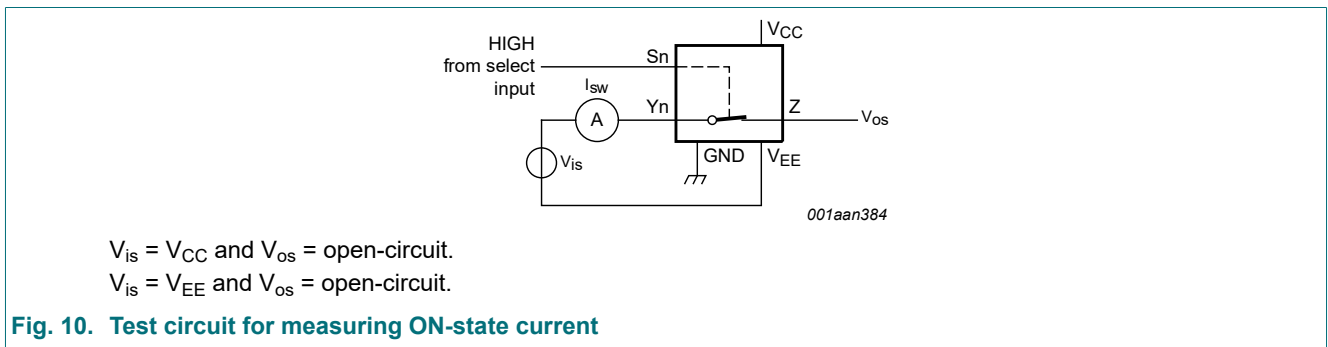 HIGH
from select
input
Sn
VCC
Isw
A
Yn
Z
Vos
Vis
GND
VEE
001aan384
Vis = VCC and Vos = open-circuit.
Vis = VEE and Vos = open-circuit.
Fig. 10. Test circuit for measuring ON-state current